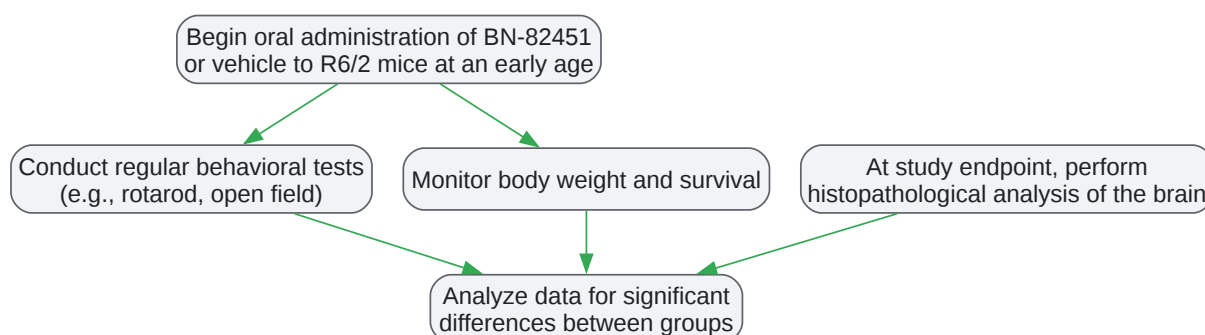 Begin oral administration of BN-82451
or vehicle to R6/2 mice at an early age
Conduct regular behavioral tests
(e.g., rotarod, open field)
Monitor body weight and survival
At study endpoint, perform
histopathological analysis of the brain
Analyze data for significant
differences between groups